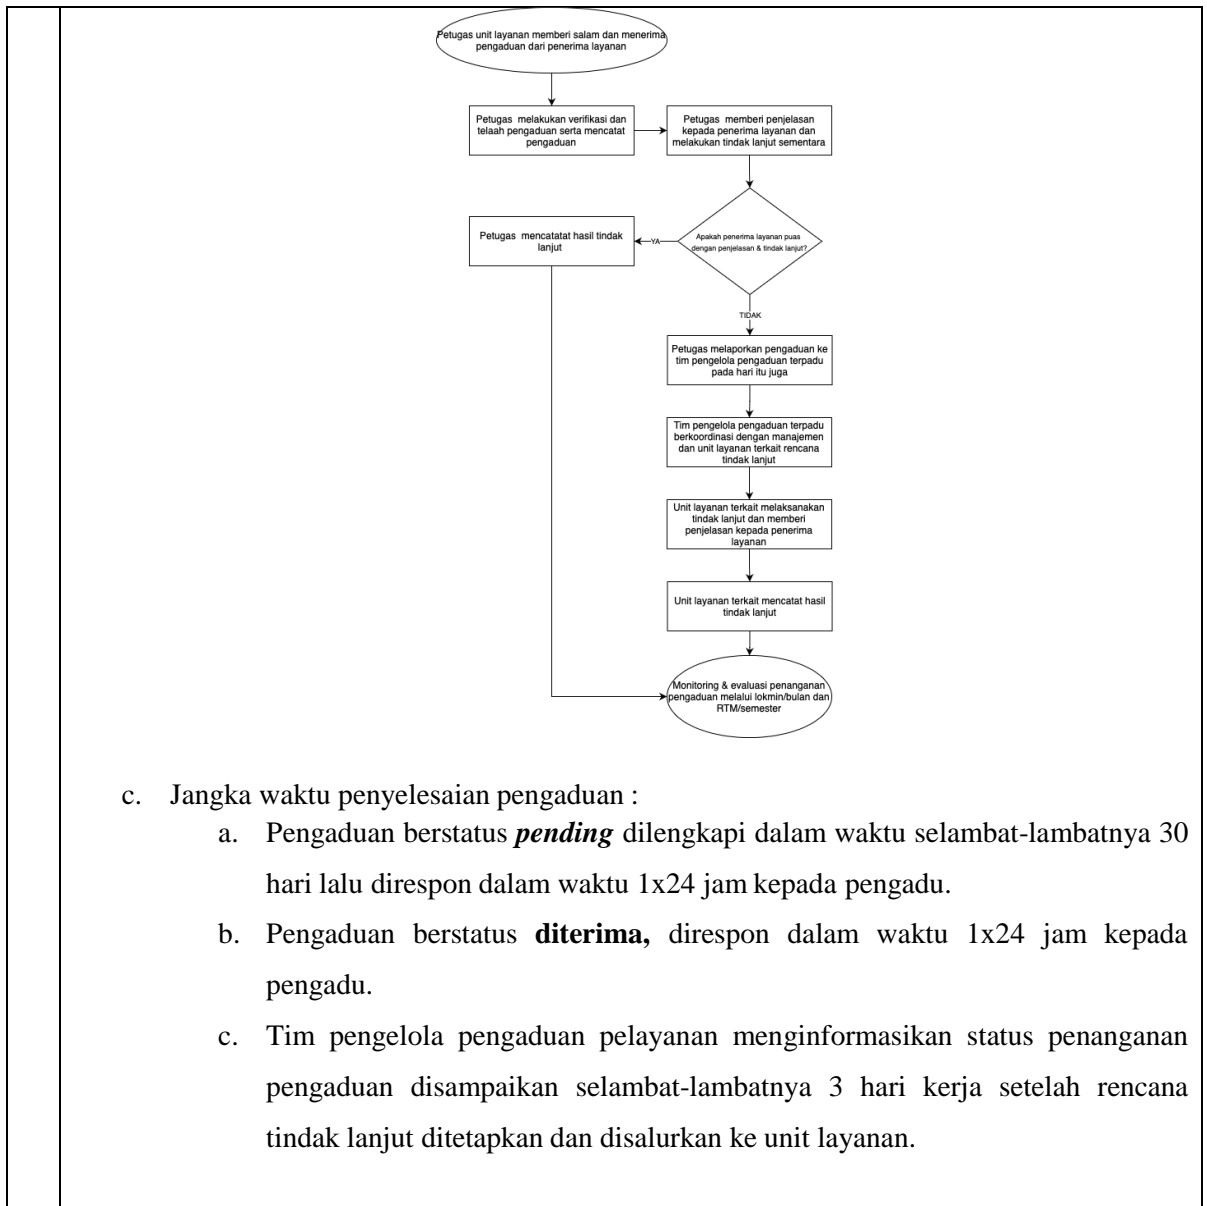 Petugas unit layanan memberi salam dan menerima
pengaduan dari penerima layanan
Petugas melakukan verifikasi dan
telaah pengaduan serta mencatat
pengaduan
Petugas memberi penjelasan
kepada penerima layanan dan
melakukan tindak lanjut sementara
Apakah penerima layanan puas
dengan penjelasan & tindak lanjut?
YA
Petugas mencatatat hasil tindak
lanjut
TIDAK
Petugas melaporkan pengaduan ke
tim pengelola pengaduan terpadu
pada hari itu juga
Tim pengelola pengaduan terpadu
berkoordinasi dengan manajemen
dan unit layanan terkait rencana
tindak lanjut
Unit layanan terkait melaksanakan
tindak lanjut dan memberi
penjelasan kepada penerima
layanan
Unit layanan terkait mencatat hasil
tindak lanjut
Monitoring & evaluasi penanganan
pengaduan melalui lokmin/bulan dan
RTM/semester
c. Jangka waktu penyelesaian pengaduan :
a. Pengaduan berstatus pending dilengkapi dalam waktu selambat-lambatnya 30
hari lalu direspon dalam waktu 1x24 jam kepada pengadu.
b. Pengaduan berstatus diterima, direspon dalam waktu 1x24 jam kepada
pengadu.
c. Tim pengelola pengaduan pelayanan menginformasikan status penanganan
pengaduan disampaikan selambat-lambatnya 3 hari kerja setelah rencana
tindak lanjut ditetapkan dan disalurkan ke unit layanan.